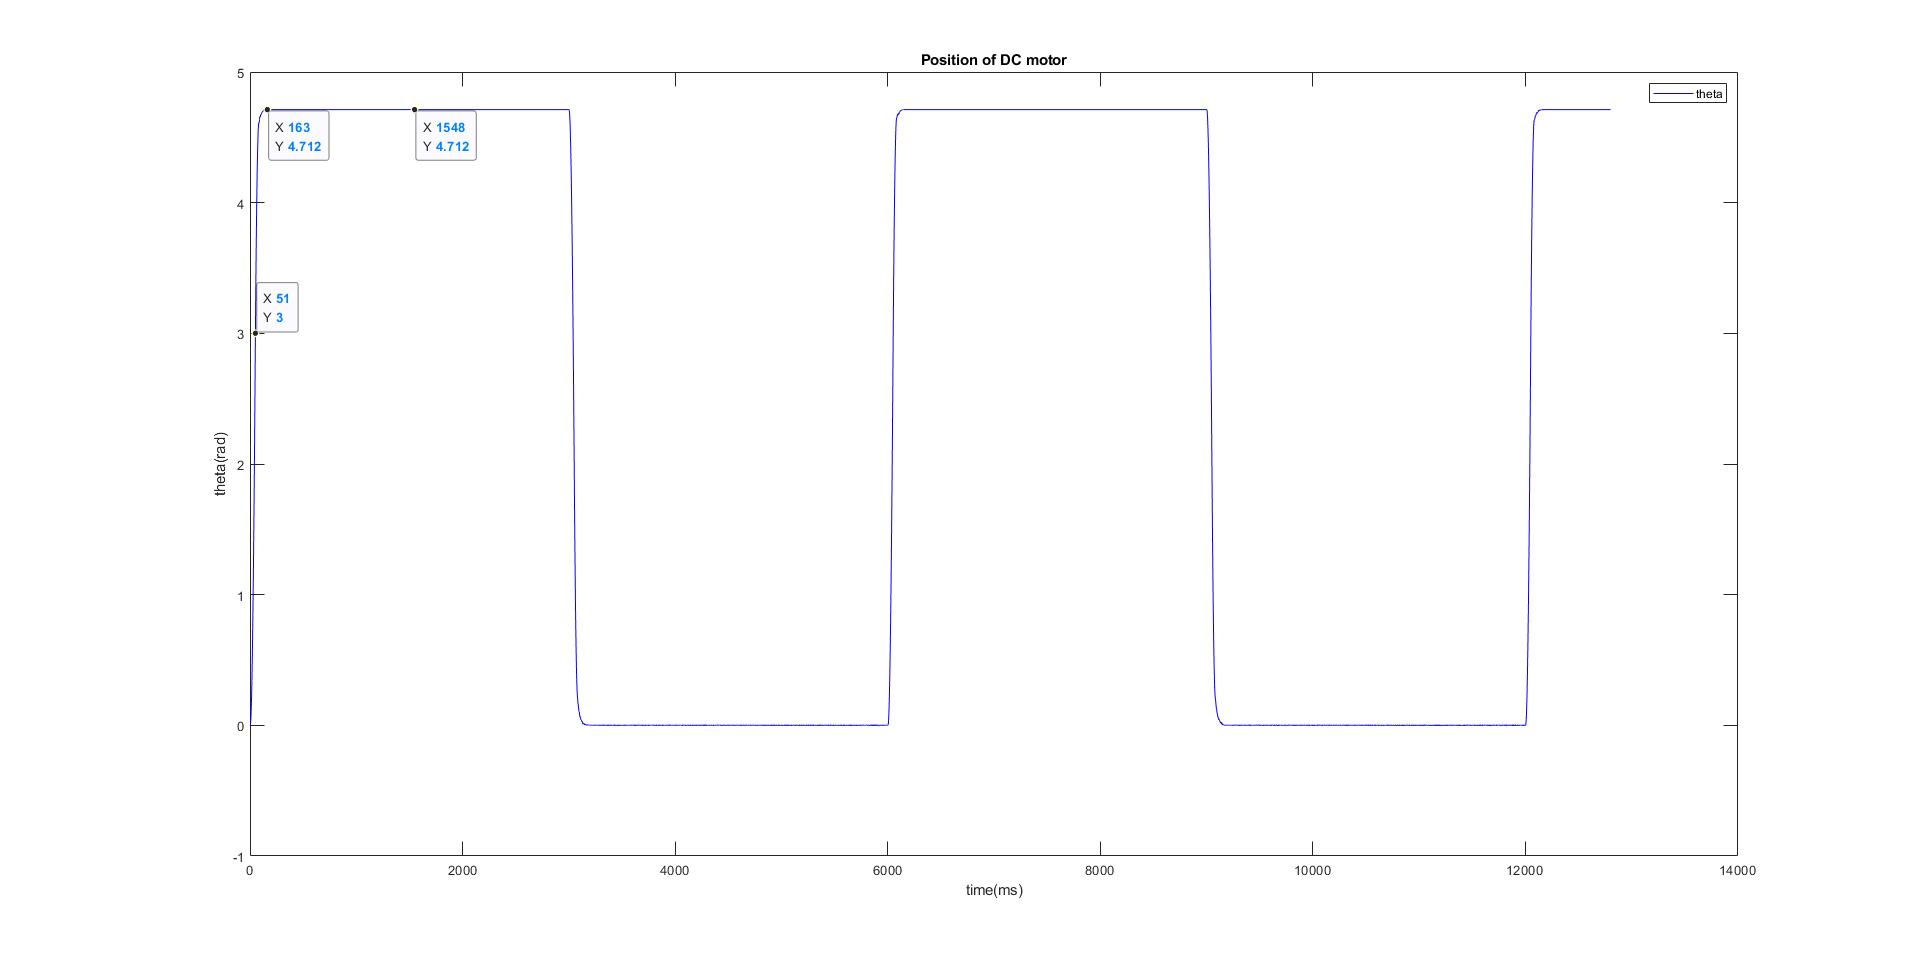 Position of DC motor
theta
X 163
Y 4.712
X 1548
Y 4.712
X 51
Y 3
theta(rad)
5
4
3
2
1
0
-1
0 2000 4000 6000 8000 10000 12000 14000
time(ms)